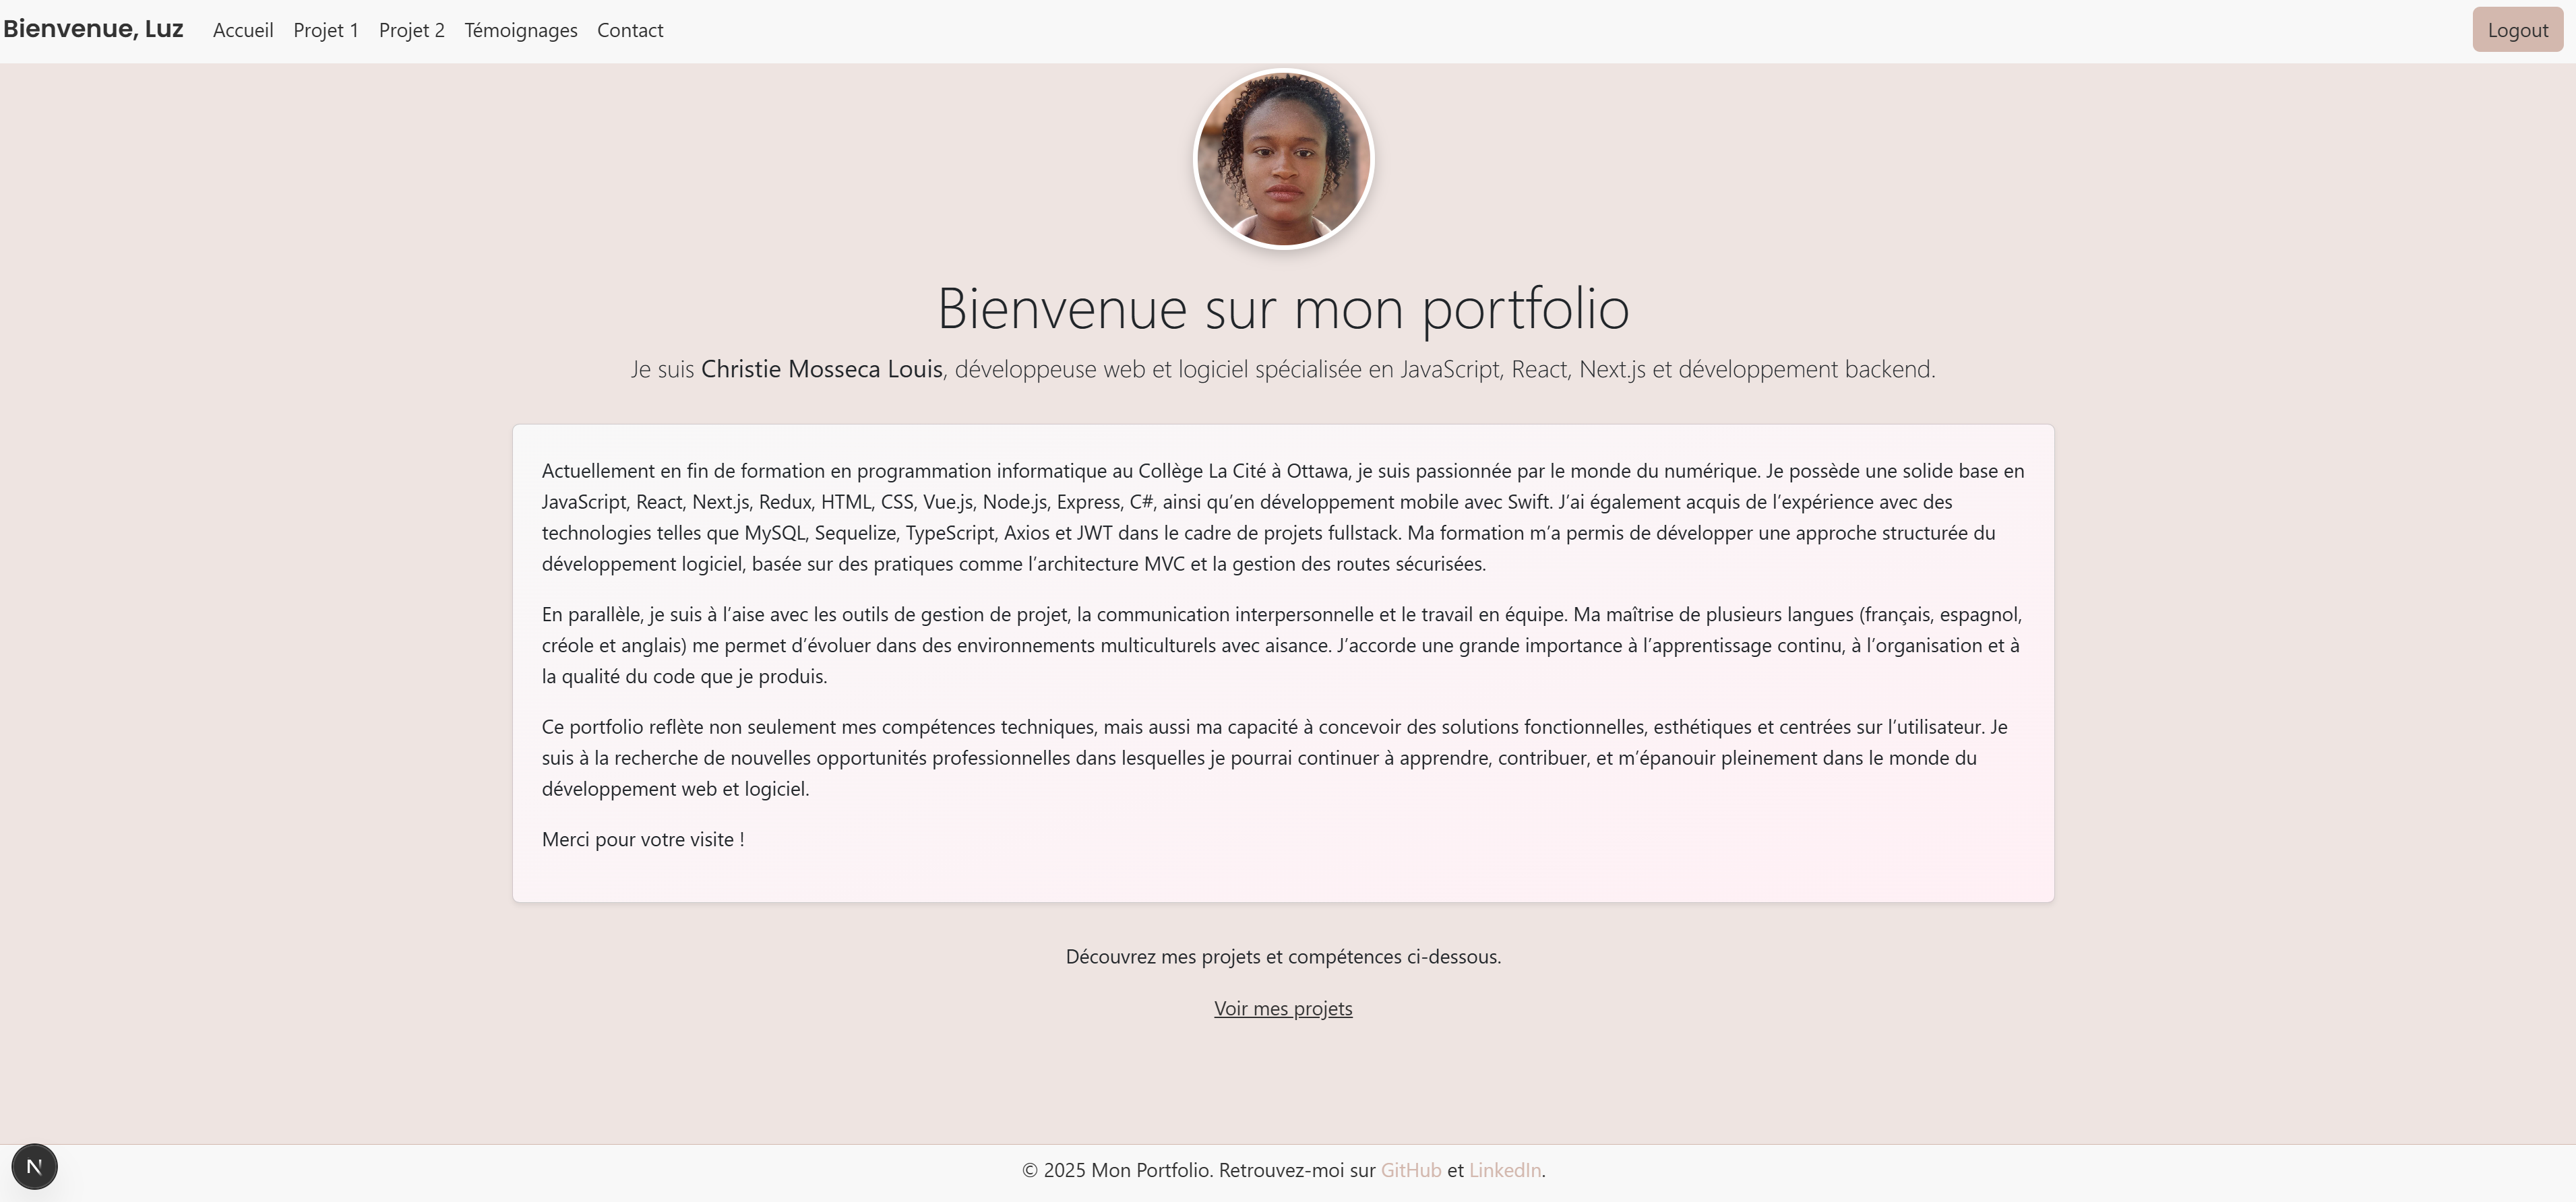 Bienvenue, Luz
Accueil
Projet 1
Projet 2
Témoignages
Contact
Logout
Bienvenue sur mon portfolio
Je suis Christie Mosseca Louis, développeuse web et logiciel spécialisée en JavaScript, React, Next.js et développement backend.
Actuellement en fin de formation en programmation informatique au Collège La Cité à Ottawa, je suis passionnée par le monde du numérique. Je possède une solide base en
JavaScript, React, Next.js, Redux, HTML, CSS, Vue.js, Node.js, Express, C#, ainsi qu’en développement mobile avec Swift. J’ai également acquis de l’expérience avec des
technologies telles que MySQL, Sequelize, TypeScript, Axios et JWT dans le cadre de projets fullstack. Ma formation m’a permis de développer une approche structurée du
développement logiciel, basée sur des pratiques comme l’architecture MVC et la gestion des routes sécurisées.
En parallèle, je suis à l’aise avec les outils de gestion de projet, la communication interpersonnelle et le travail en équipe. Ma maîtrise de plusieurs langues (français, espagnol,
créole et anglais) me permet d’évoluer dans des environnements multiculturels avec aisance. J’accorde une grande importance à l’apprentissage continu, à l’organisation et à
la qualité du code que je produis.
Ce portfolio reflète non seulement mes compétences techniques, mais aussi ma capacité à concevoir des solutions fonctionnelles, esthétiques et centrées sur l’utilisateur. Je
suis à la recherche de nouvelles opportunités professionnelles dans lesquelles je pourrai continuer à apprendre, contribuer, et m’épanouir pleinement dans le monde du
développement web et logiciel.
Merci pour votre visite !
Découvrez mes projets et compétences ci-dessous.
Voir mes projets
N
© 2025 Mon Portfolio. Retrouvez-moi sur GitHub et LinkedIn.